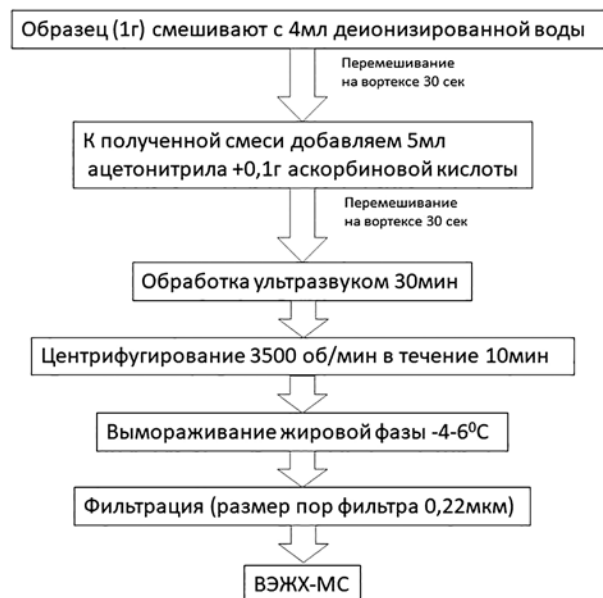 Образец (1г) смешивают с 4мл деионизированной воды
Перемешивание
на вортексе 30 сек
К полученной смеси добавляем 5мл
ацетонитрила +0,1г аскорбиновой кислоты
Перемешивание
на вортексе 30 сек
Обработка ультразвуком 30мин
Центрифугирование 3500 об/мин в течение 10мин
Вымораживание жировой фазы -4-6⁰С
Фильтрация (размер пор фильтра 0,22мкм)
ВЭЖХ-МС